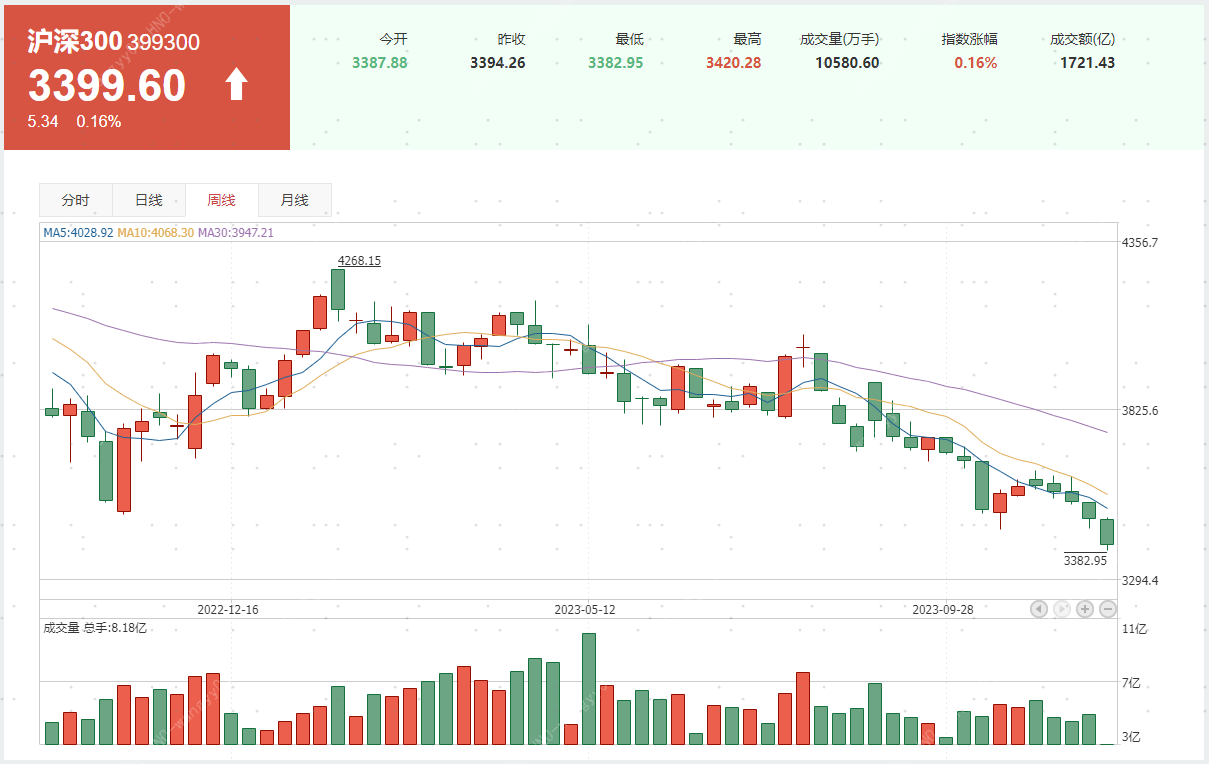 沪深300 399300
3399.60
5.34 0.16%
今开 昨收 最低 最高 成交量(万手) 指数涨幅 成交额(亿)
3387.88 3394.26 3382.95 3420.28 10580.60 0.16% 1721.43
分时 日线 周线 月线
MA5:4028.92 MA10:4068.30 MA30:3947.21
4356.7
4268.15
3825.6
3382.95
3294.4
2022-12-16 2023-05-12 2023-09-28
成交量 总手:8.18亿
11亿
7亿
3亿